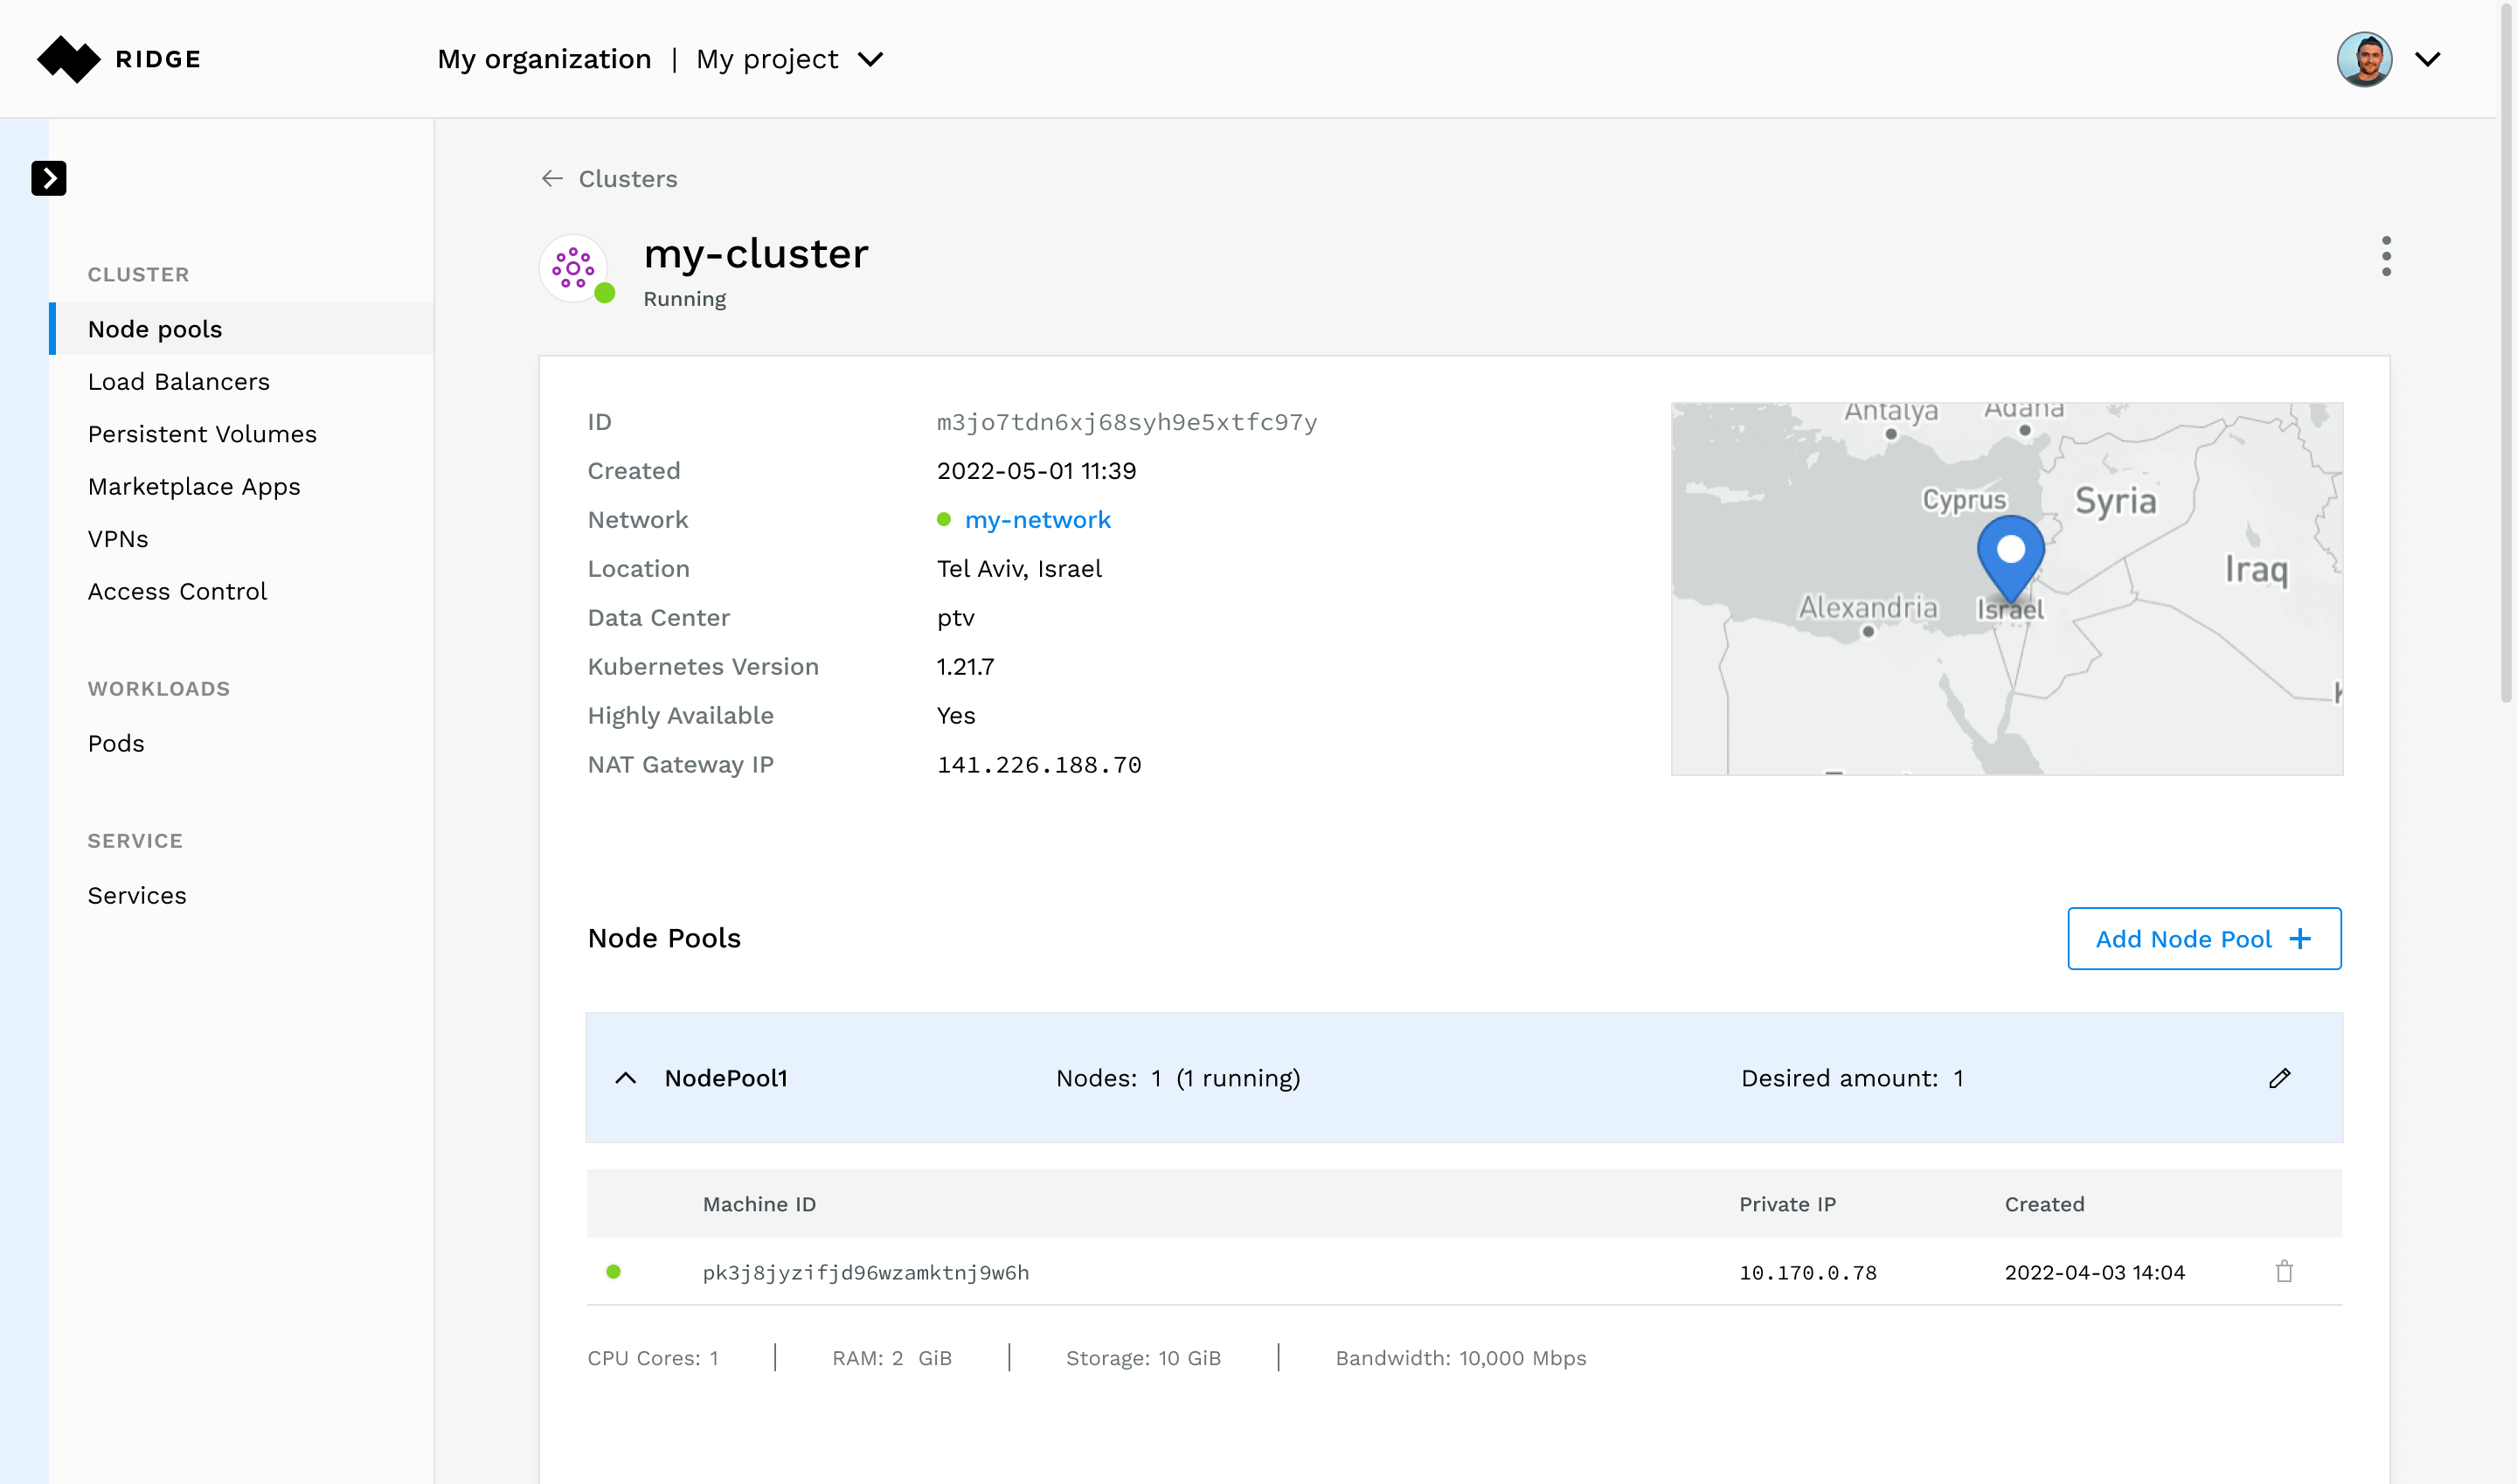 RIDGE
My organization | My project
Clusters
my-cluster
Running
CLUSTER
Node pools
Load Balancers
Persistent Volumes
Marketplace Apps
VPNs
Access Control
WORKLOADS
Pods
SERVICE
Services
ID m3jo7tdn6xj68syh9e5xtfc97y
Created 2022-05-01 11:39
Network my-network
Location Tel Aviv, Israel
Data Center ptv
Kubernetes Version 1.21.7
Highly Available Yes
NAT Gateway IP 141.226.188.70
Antalya Adana
Cyprus Syria
Iraq
Alexandria Israel
Node Pools
Add Node Pool +
NodePool1 Nodes: 1 (1 running) Desired amount: 1
Machine ID Private IP Created
pk3j8jyzifjd96wzamktnj9w6h 10.170.0.78 2022-04-03 14:04
CPU Cores: 1 | RAM: 2 GiB | Storage: 10 GiB | Bandwidth: 10,000 Mbps